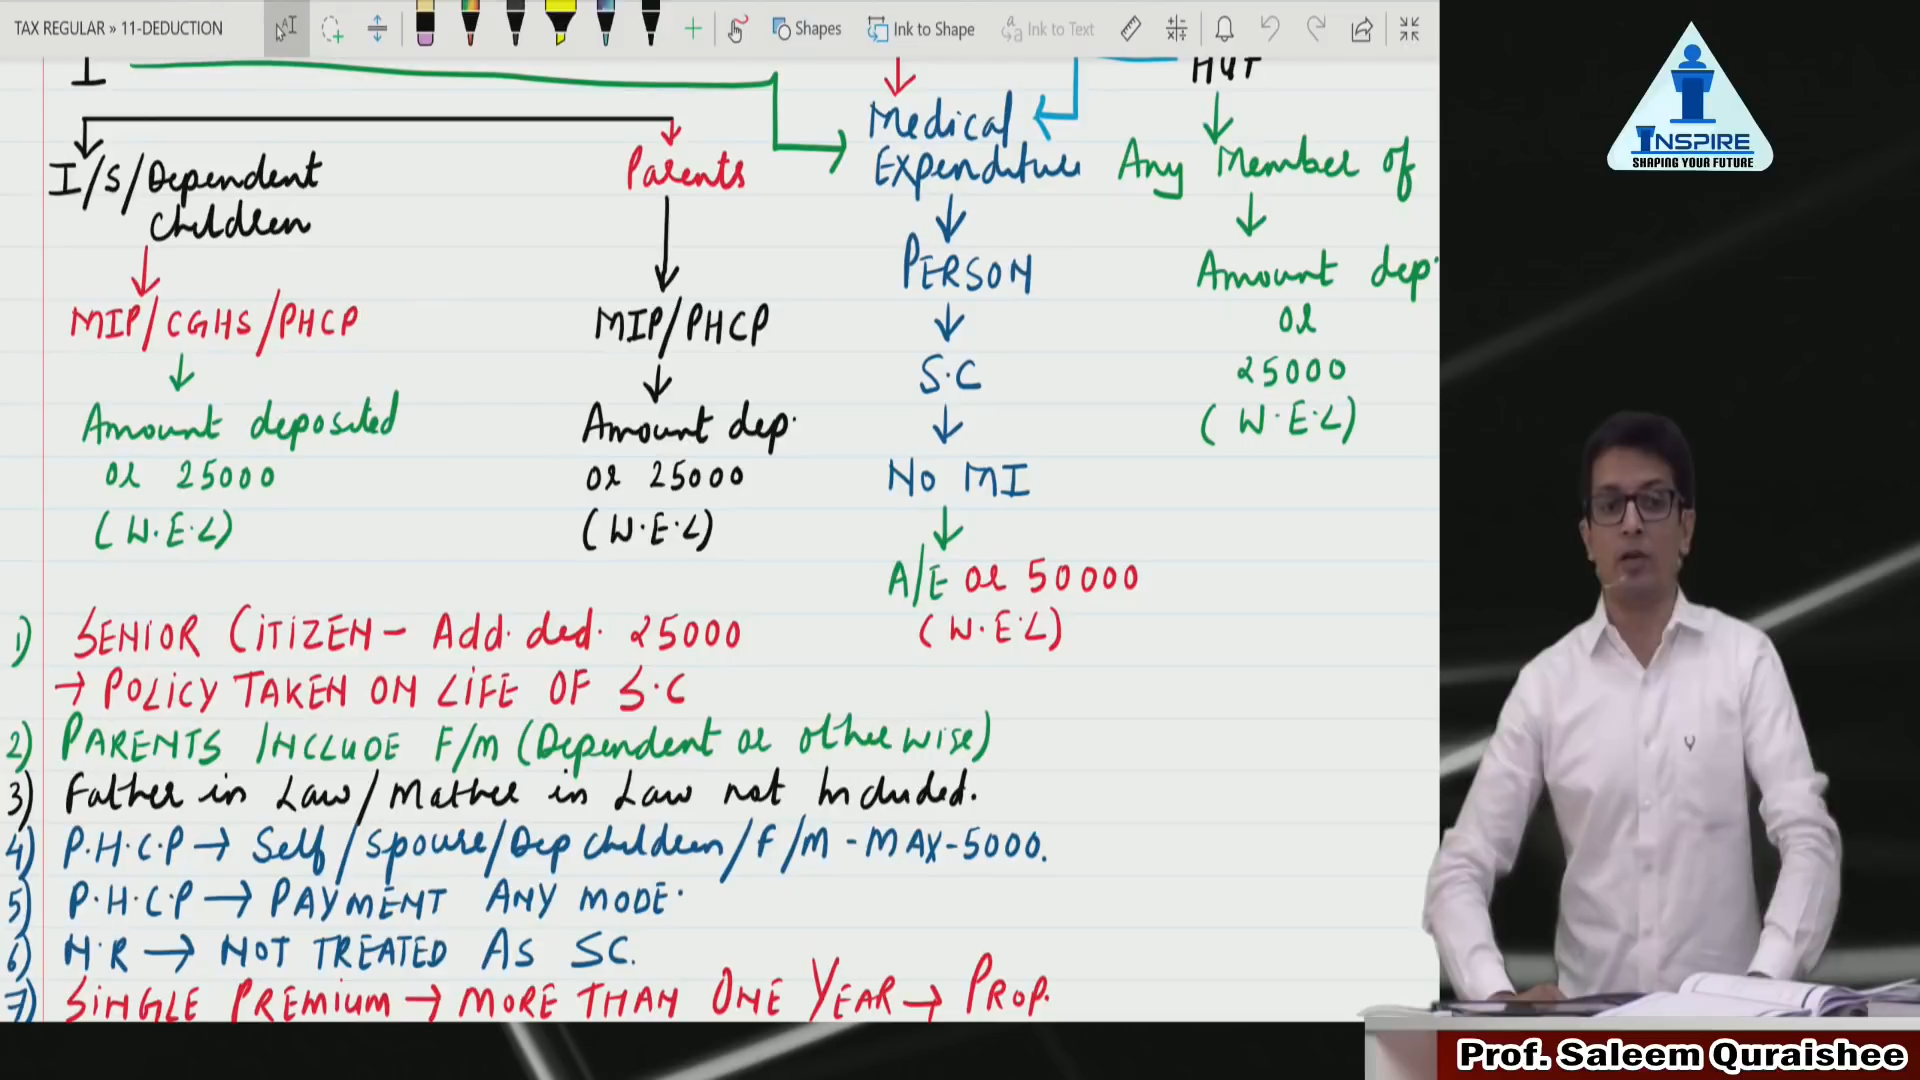 TAX REGULAR » 11-DEDUCTION
Shapes
Ink to Shape
Ink to Text
I
HUF
I/S/Dependent
Children
Parents
Medical
Expenditure
Any Member of
MIP/CGHS/PHCP
MIP/PHCP
PERSON
Amount dep.
or
25000
(W.E.L)
S.C
Amount deposited
or 25000
(W.E.L)
Amount dep.
or 25000
(W.E.L)
No MI
A/E or 50000
(W.E.L)
1) SENIOR CITIZEN - Add. ded. 25000
→ POLICY TAKEN ON LIFE OF S.C
2) PARENTS INCLUDE F/M (Dependent or otherwise)
3) Father in Law/Mother in Law not Included.
4) P.H.C.P → Self/Spouse/Dep children/F/M - MAX-5000.
5) P.H.C.P → PAYMENT ANY MODE.
6) N.R → NOT TREATED AS SC.
7) SINGLE PREMIUM → MORE THAN ONE YEAR → PROP.
INSPIRE
SHAPING YOUR FUTURE
Prof. Saleem Quraishee